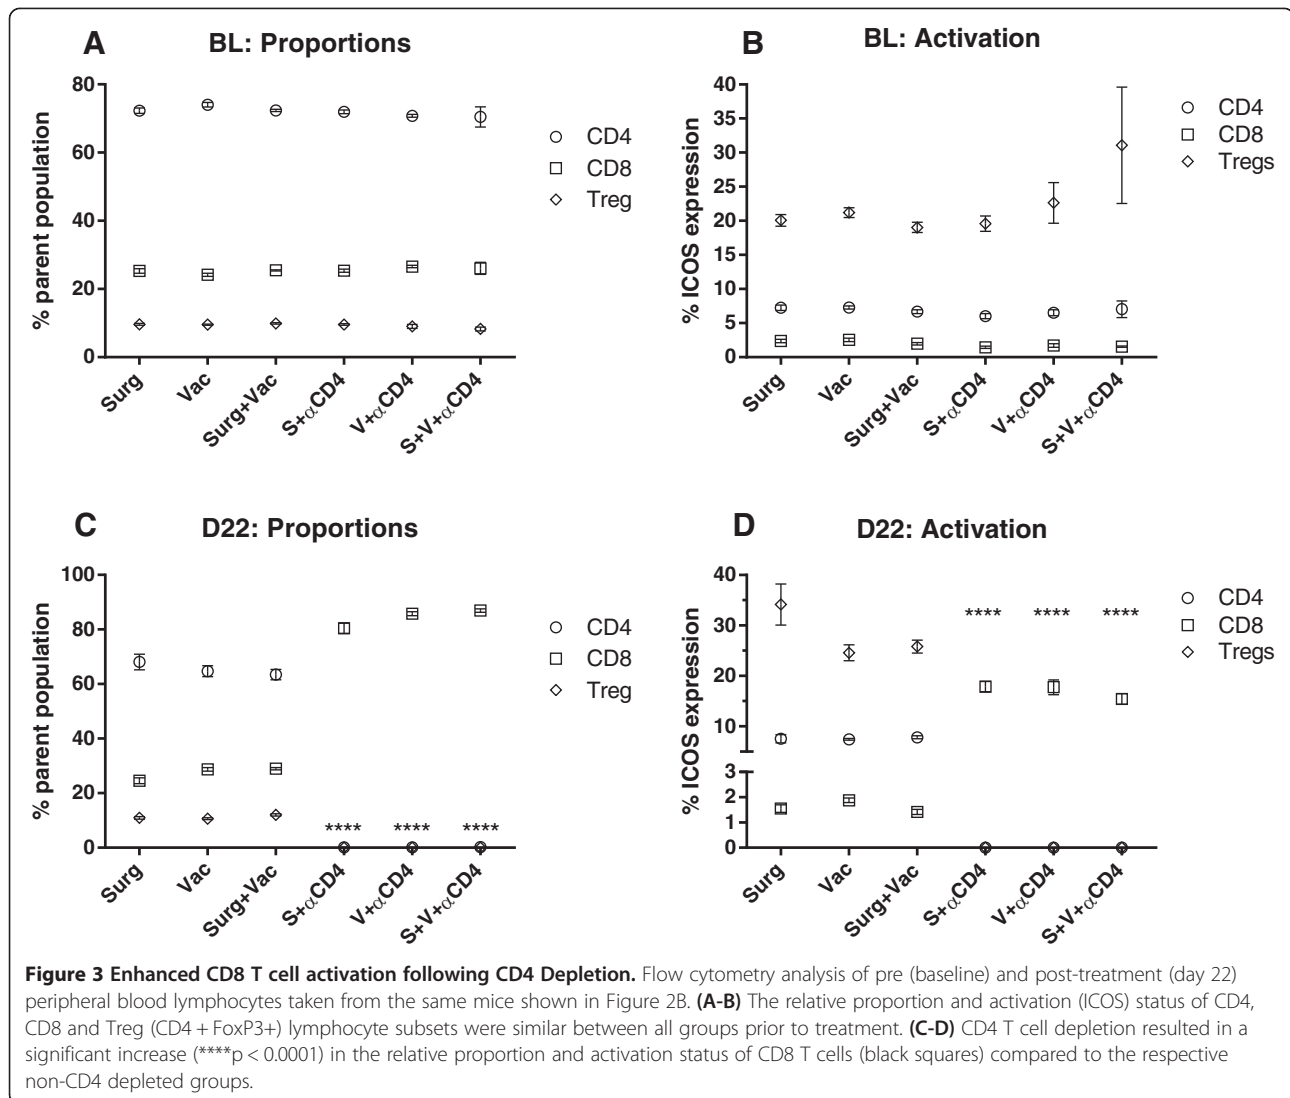 A
BL: Proportions
% parent population
80
60
40
20
0
Surg
Vac
Surg+Vac
S+αCD4
V+αCD4
S+V+αCD4
CD4
CD8
Treg
B
BL: Activation
% ICOS expression
40
35
30
25
20
15
10
5
0
Surg
Vac
Surg+Vac
S+αCD4
V+αCD4
S+V+αCD4
CD4
CD8
Tregs
C
D22: Proportions
% parent population
100
80
60
40
20
0
**** **** ****
Surg
Vac
Surg+Vac
S+αCD4
V+αCD4
S+V+αCD4
CD4
CD8
Treg
D
D22: Activation
% ICOS expression
40
30
20
10
3
2
1
0
**** **** ****
Surg
Vac
Surg+Vac
S+αCD4
V+αCD4
S+V+αCD4
CD4
CD8
Tregs
Figure 3 Enhanced CD8 T cell activation following CD4 Depletion. Flow cytometry analysis of pre (baseline) and post-treatment (day 22)
peripheral blood lymphocytes taken from the same mice shown in Figure 2B. (A-B) The relative proportion and activation (ICOS) status of CD4,
CD8 and Treg (CD4 + FoxP3+) lymphocyte subsets were similar between all groups prior to treatment. (C-D) CD4 T cell depletion resulted in a
significant increase (****p < 0.0001) in the relative proportion and activation status of CD8 T cells (black squares) compared to the respective
non-CD4 depleted groups.